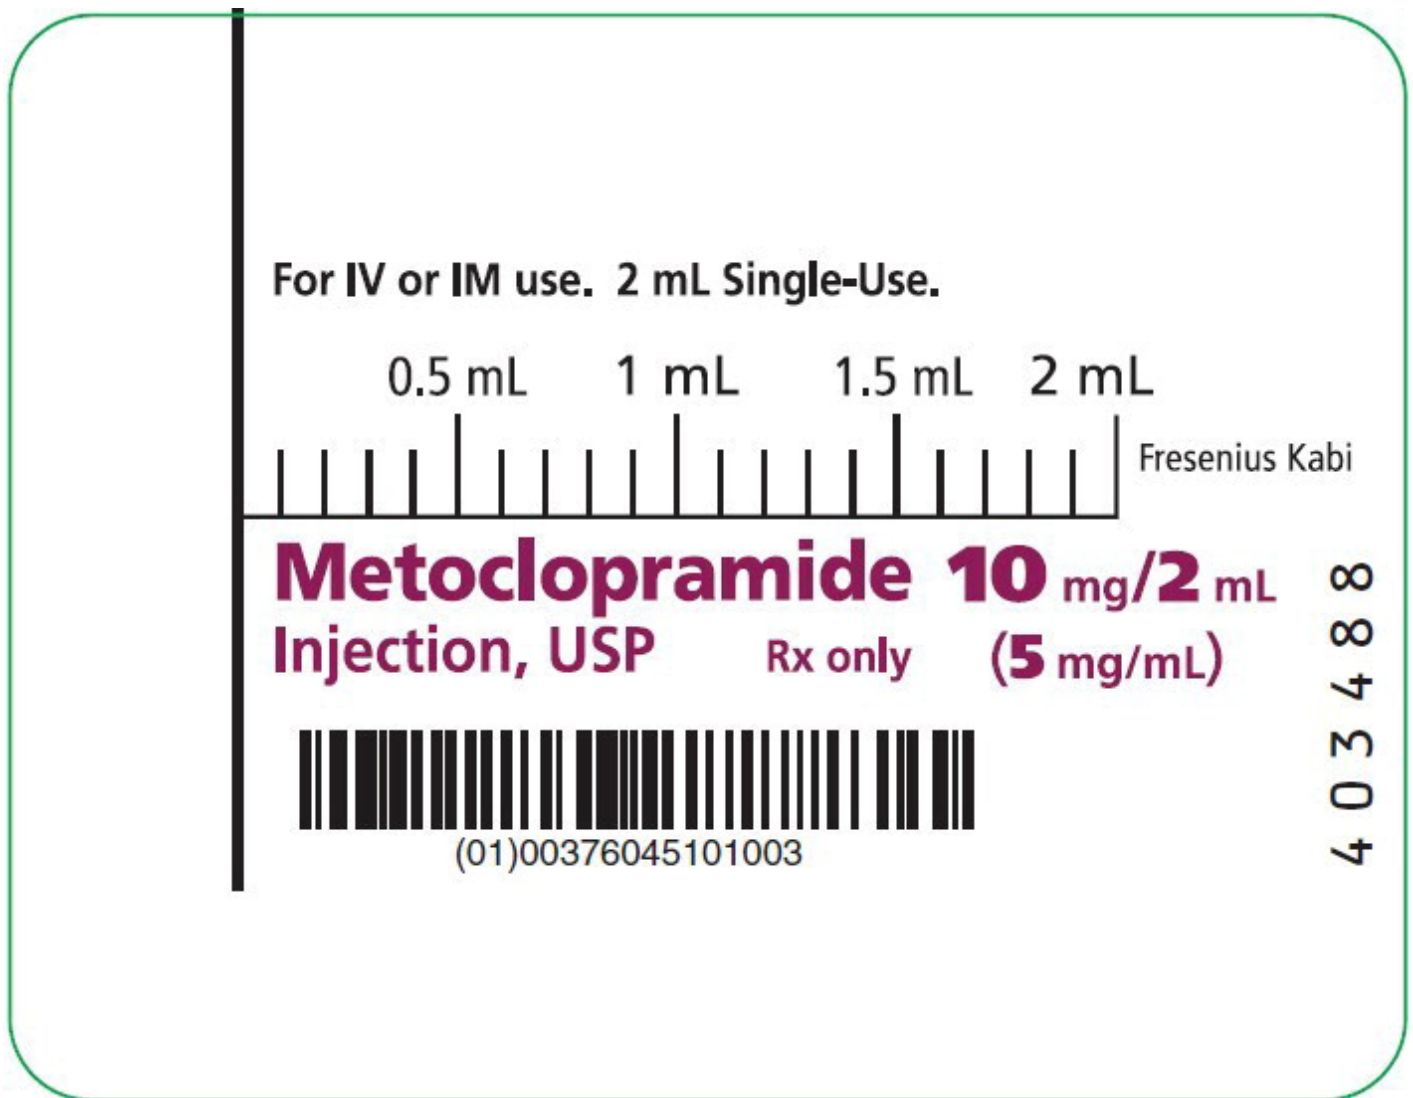 For IV or IM use. 2 mL Single-Use.
0.5 mL 1 mL 1.5 mL 2 mL
Fresenius Kabi
Metoclopramide 10 mg/2 mL
Injection, USP Rx only (5 mg/mL)
(01)00376045101003
403488